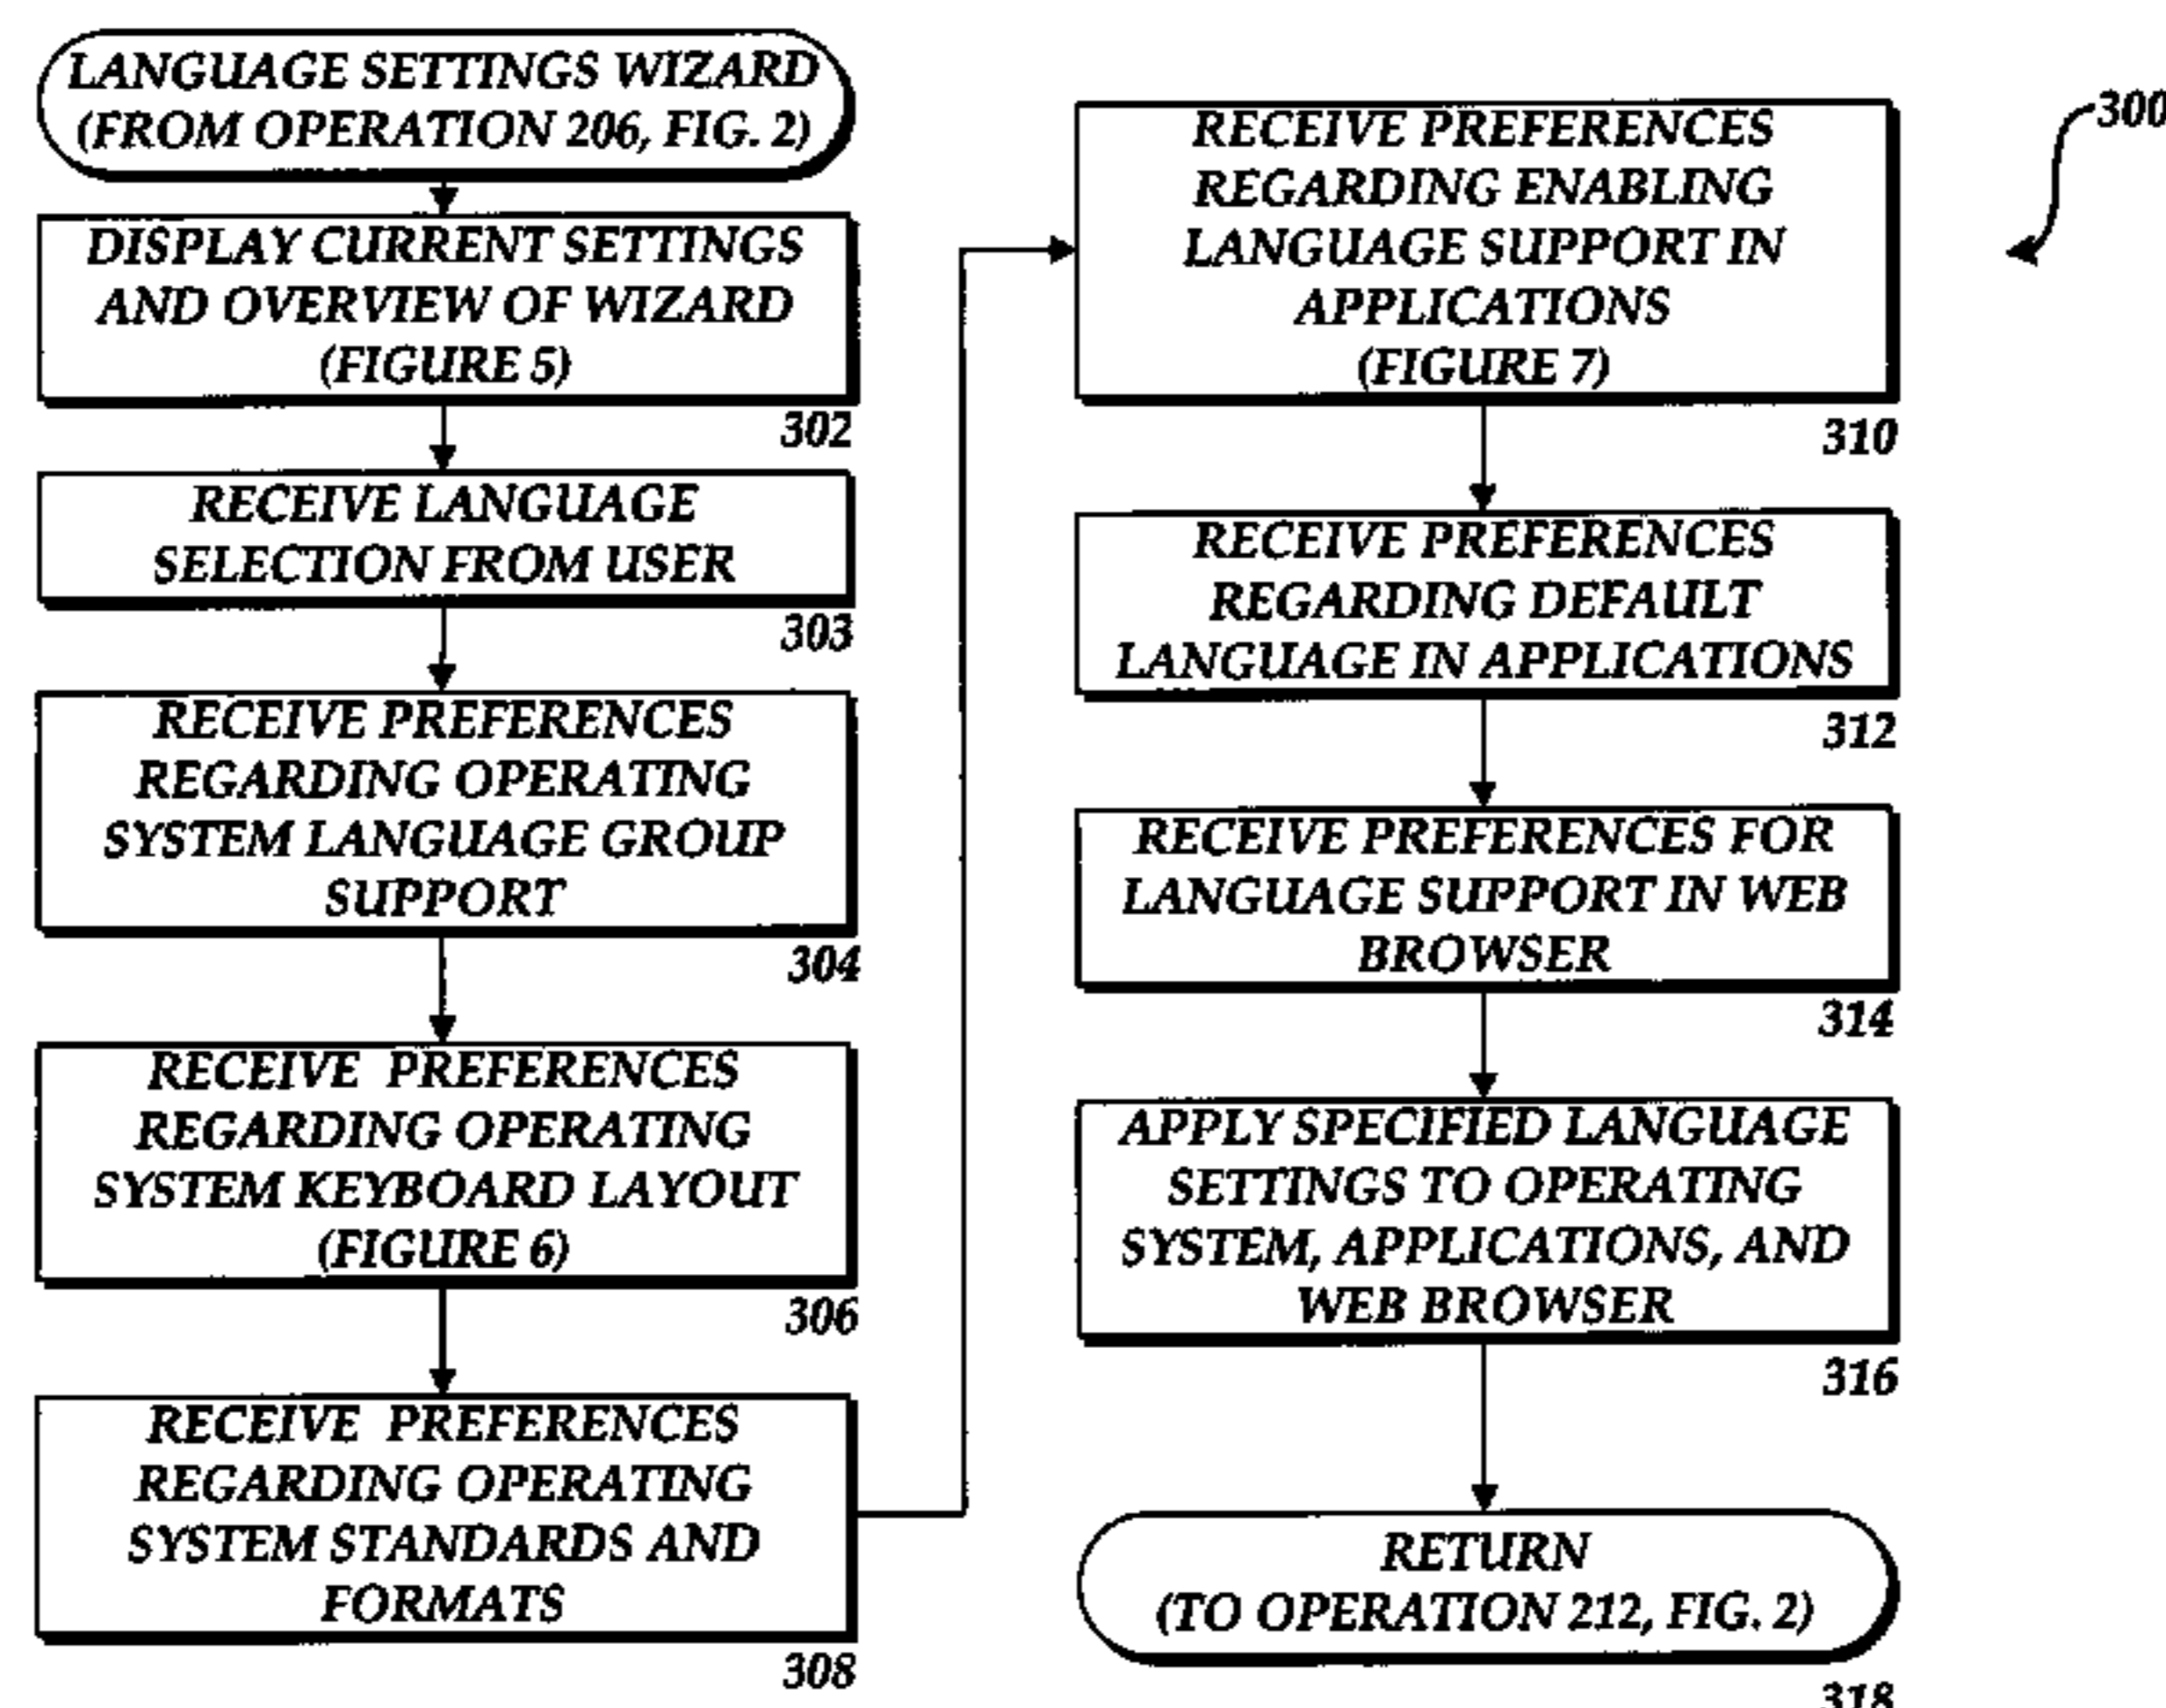 LANGUAGE SETTINGS WIZARD
(FROM OPERATION 206, FIG. 2)
DISPLAY CURRENT SETTINGS
AND OVERVIEW OF WIZARD
(FIGURE 5)
302
RECEIVE LANGUAGE
SELECTION FROM USER
303
RECEIVE PREFERENCES
REGARDING OPERATING
SYSTEM LANGUAGE GROUP
SUPPORT
304
RECEIVE PREFERENCES
REGARDING OPERATING
SYSTEM KEYBOARD LAYOUT
(FIGURE 6)
306
RECEIVE PREFERENCES
REGARDING OPERATING
SYSTEM STANDARDS AND
FORMATS
308
300
RECEIVE PREFERENCES
REGARDING ENABLING
LANGUAGE SUPPORT IN
APPLICATIONS
(FIGURE 7)
310
RECEIVE PREFERENCES
REGARDING DEFAULT
LANGUAGE IN APPLICATIONS
312
RECEIVE PREFERENCES FOR
LANGUAGE SUPPORT IN WEB
BROWSER
314
APPLY SPECIFIED LANGUAGE
SETTINGS TO OPERATING
SYSTEM, APPLICATIONS, AND
WEB BROWSER
316
RETURN
(TO OPERATION 212, FIG. 2)
318